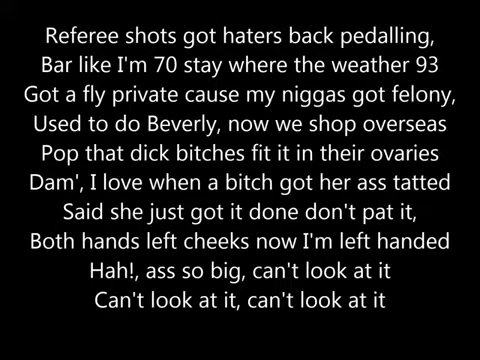 Referee shots got haters back pedalling,
Bar like I'm 70 stay where the weather 93
Got a fly private cause my niggas got felony,
Used to do Beverly, now we shop overseas
Pop that dick bitches fit it in their ovaries
Dam', I love when a bitch got her ass tatted
Said she just got it done don't pat it,
Both hands left cheeks now I'm left handed
Hah!, ass so big, can't look at it
Can't look at it, can't look at it